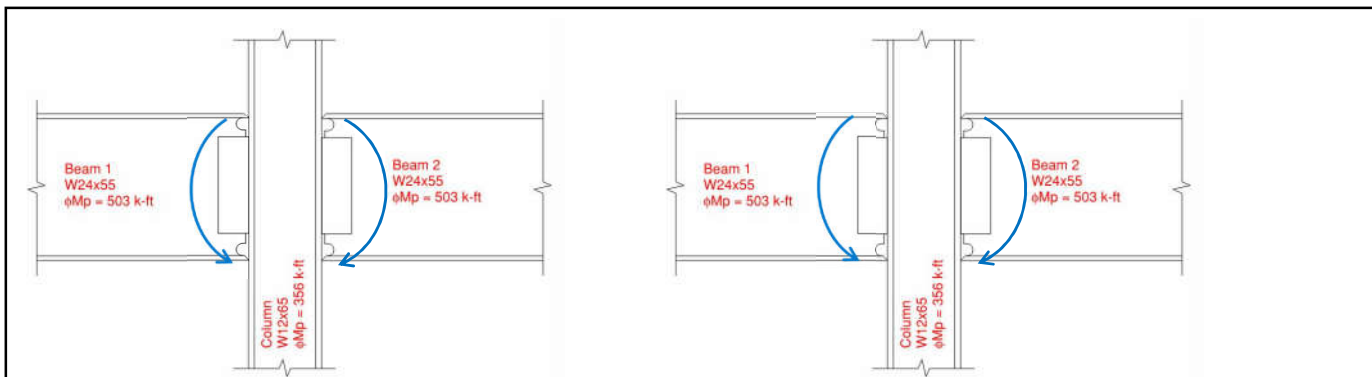 Beam 1
W24x55
ϕMp = 503 k-ft
Beam 2
W24x55
ϕMp = 503 k-ft
Column
W12x65
ϕMp = 356 k-ft
Beam 1
W24x55
ϕMp = 503 k-ft
Beam 2
W24x55
ϕMp = 503 k-ft
Column
W12x65
ϕMp = 356 k-ft